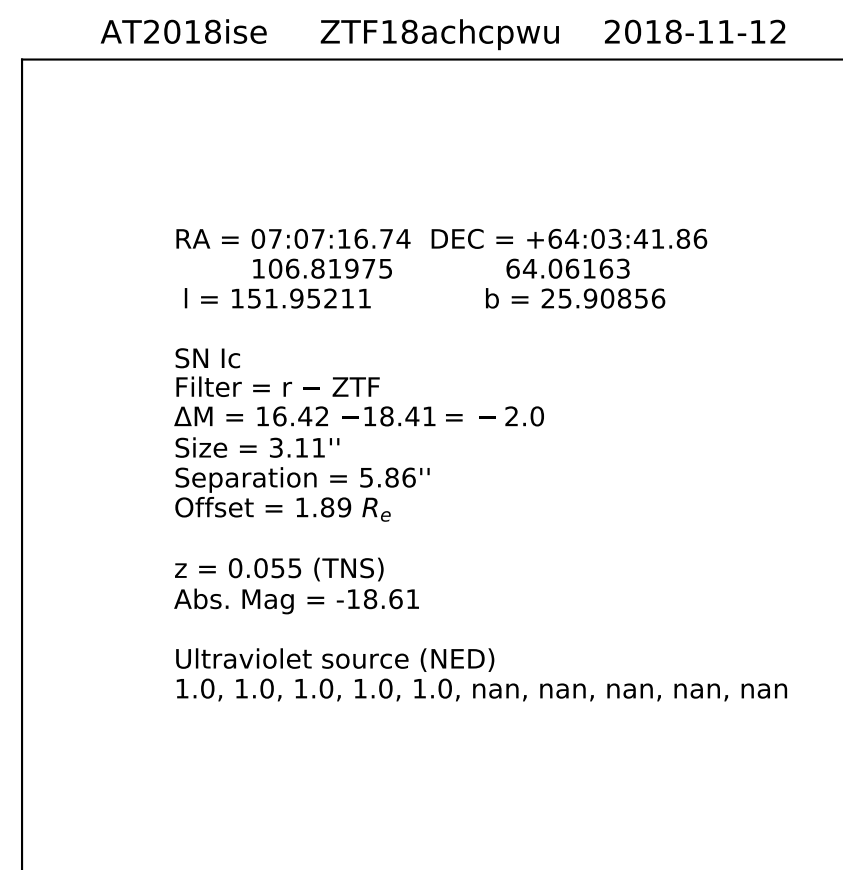 AT2018ise ZTF18achcpwu 2018-11-12
RA = 07:07:16.74 DEC = +64:03:41.86
106.81975 64.06163
l = 151.95211 b = 25.90856
SN Ic
Filter = r − ZTF
ΔM = 16.42 −18.41 = − 2.0
Size = 3.11''
Separation = 5.86''
Offset = 1.89 Re
z = 0.055 (TNS)
Abs. Mag = -18.61
Ultraviolet source (NED)
1.0, 1.0, 1.0, 1.0, 1.0, nan, nan, nan, nan, nan